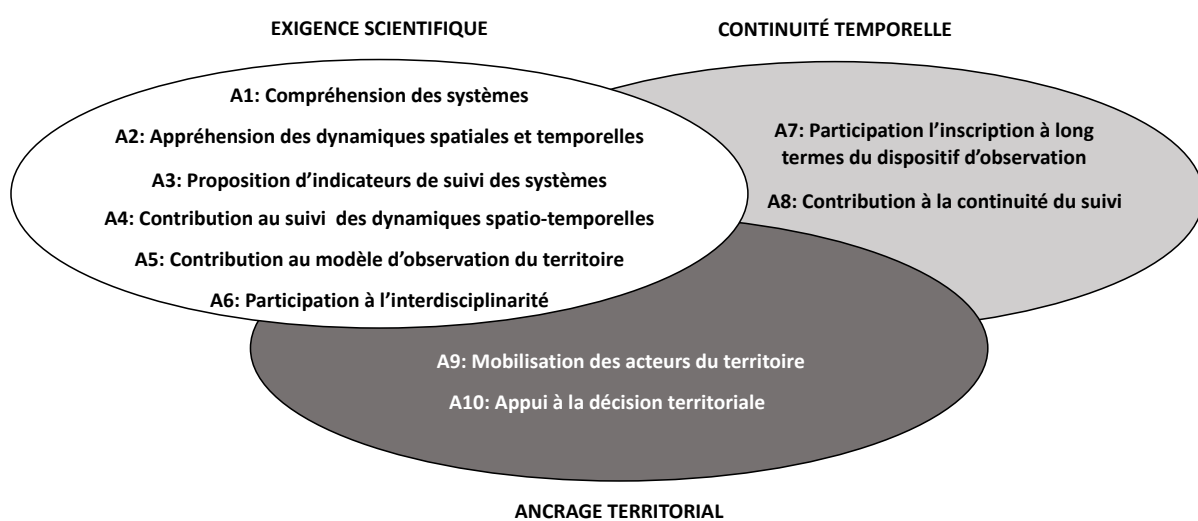 EXIGENCE SCIENTIFIQUE
CONTINUITÉ TEMPORELLE
A1: Compréhension des systèmes
A2: Appréhension des dynamiques spatiales et temporelles
A3: Proposition d’indicateurs de suivi des systèmes
A4: Contribution au suivi des dynamiques spatio-temporelles
A5: Contribution au modèle d’observation du territoire
A6: Participation à l’interdisciplinarité
A7: Participation l’inscription à long
termes du dispositif d’observation
A8: Contribution à la continuité du suivi
A9: Mobilisation des acteurs du territoire
A10: Appui à la décision territoriale
ANCRAGE TERRITORIAL